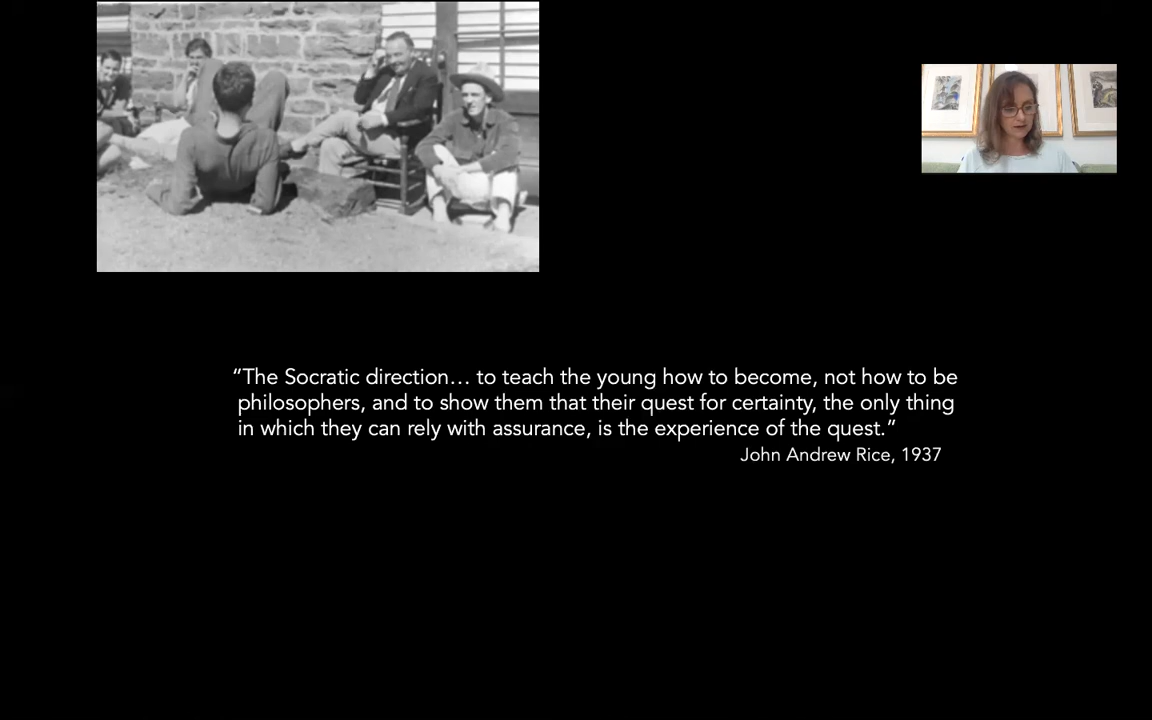 “The Socratic direction… to teach the young how to become, not how to be
philosophers, and to show them that their quest for certainty, the only thing
in which they can rely with assurance, is the experience of the quest.”
John Andrew Rice, 1937